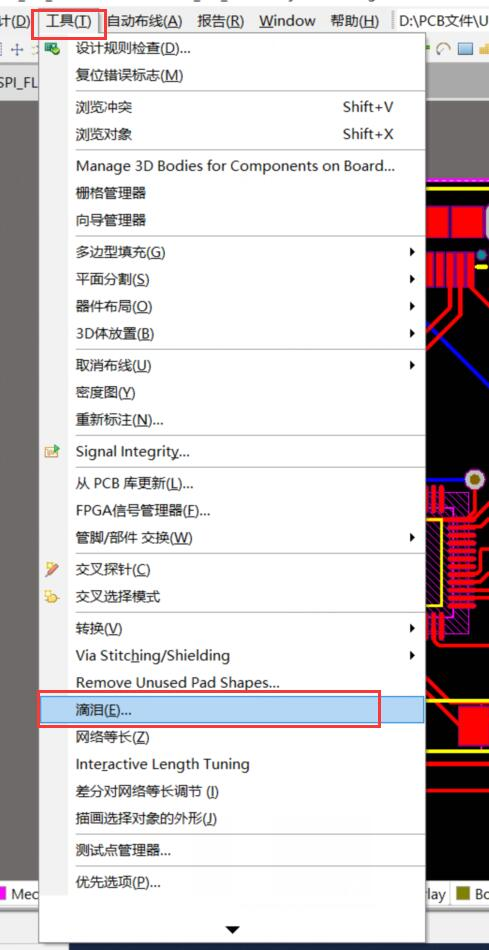 计(D) 工具(T) 自动布线(A) 报告(R) Window 帮助(H) D:\PCB文件\U
SPI_FL
设计规则检查(D)...
复位错误标志(M)
浏览冲突 Shift+V
浏览对象 Shift+X
Manage 3D Bodies for Components on Board...
栅格管理器
向导管理器
多边型填充(G)
平面分割(S)
器件布局(O)
3D体放置(B)
取消布线(U)
密度图(Y)
重新标注(N)...
Signal Integrity...
从 PCB 库更新(L)...
FPGA信号管理器(F)...
管脚/部件 交换(W)
交叉探针(C)
交叉选择模式
转换(V)
Via Stitching/Shielding
Remove Unused Pad Shapes...
滴泪(E)...
网络等长(Z)
Interactive Length Tuning
差分对网络等长调节 (I)
描画选择对象的外形(J)
测试点管理器...
优先选项(P)...
Mec lay Bo